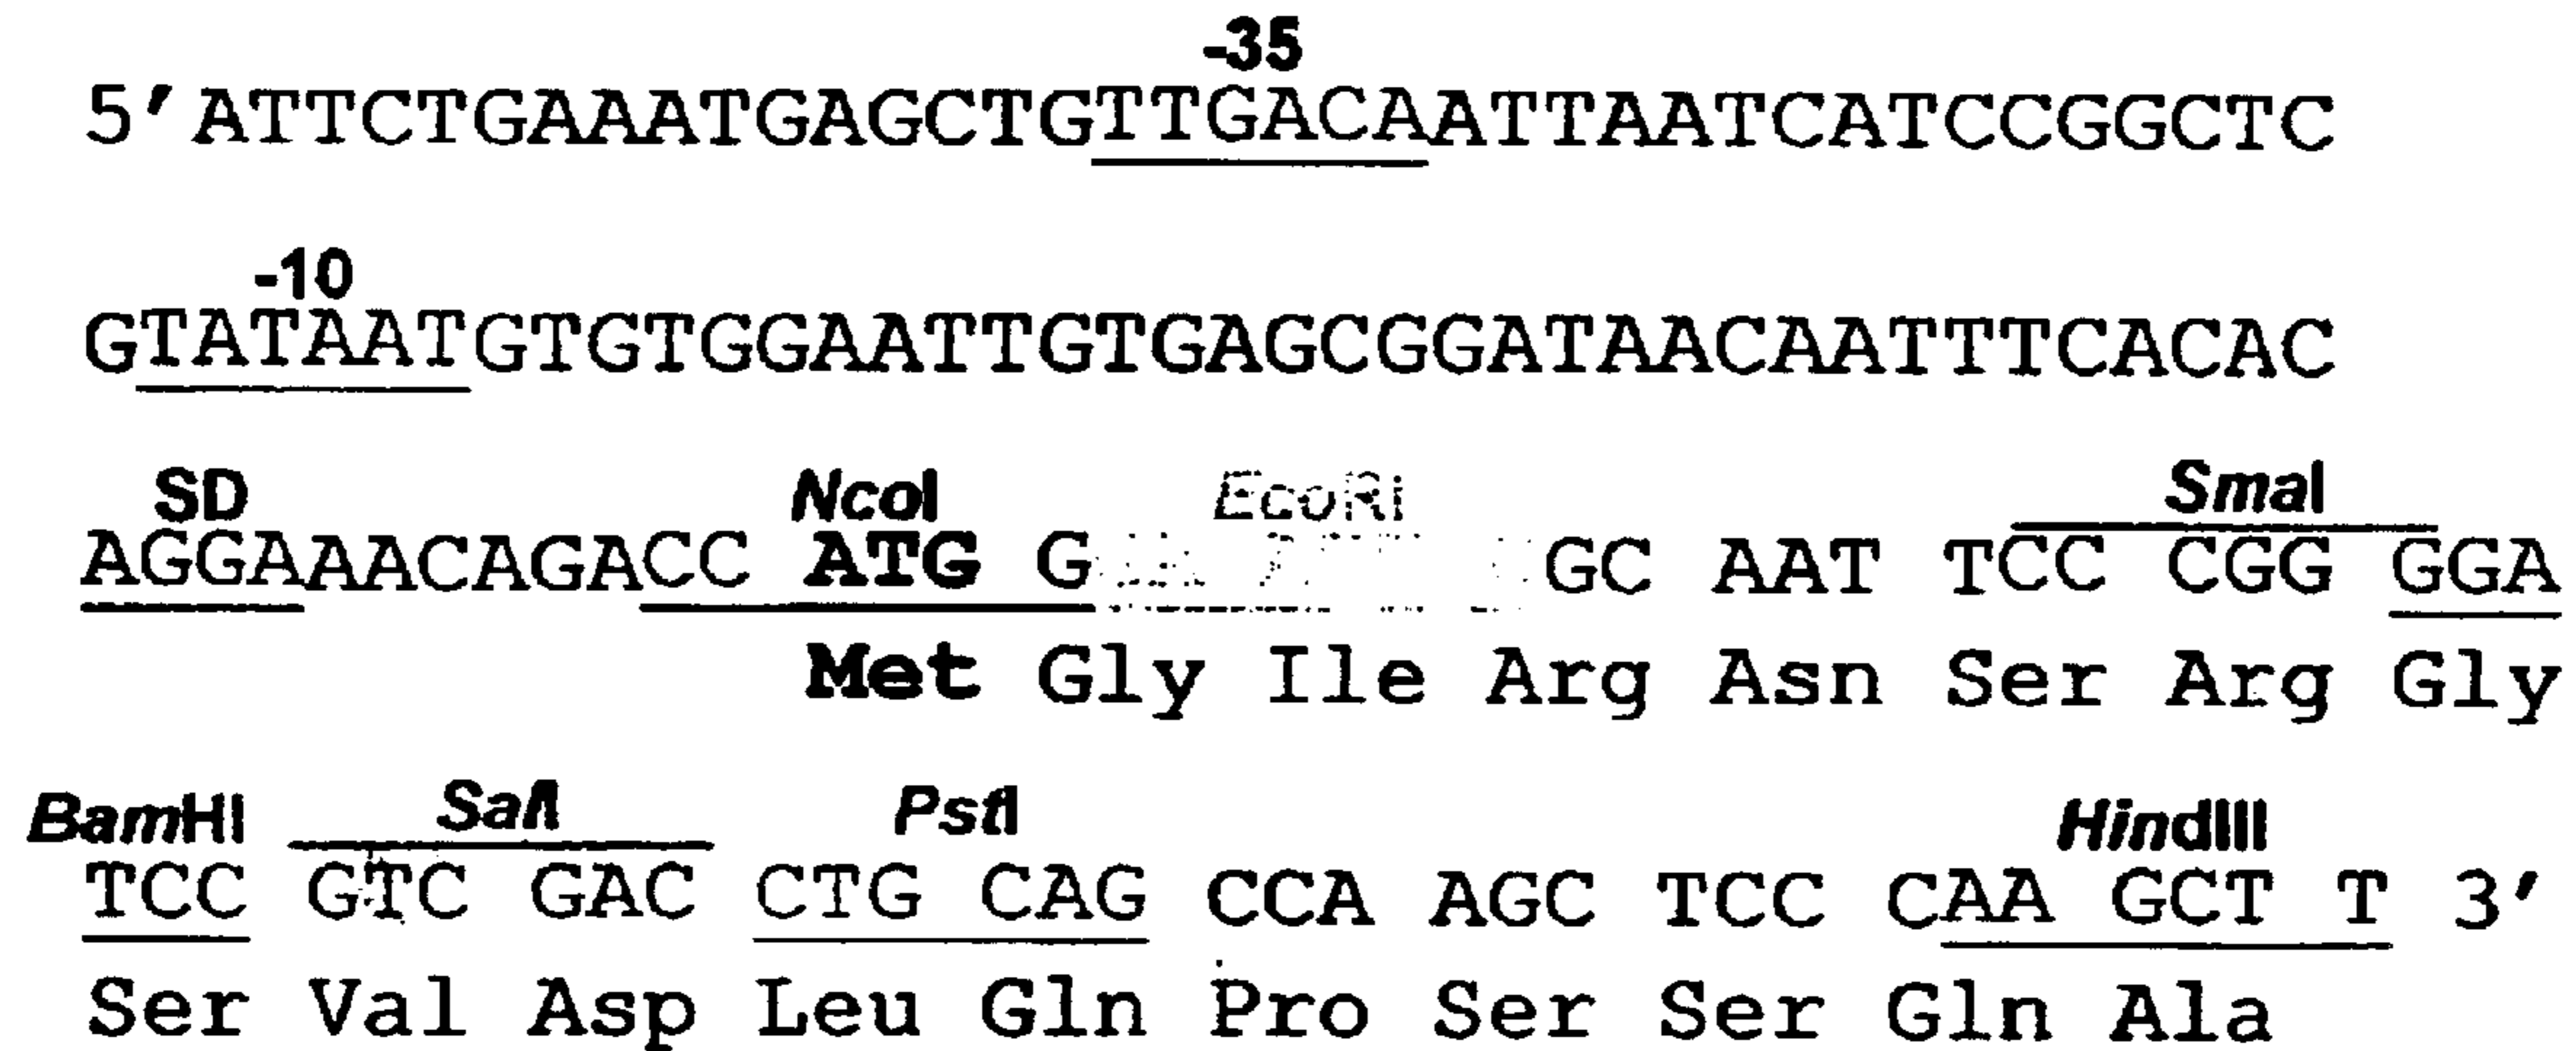 -35
5' ATTCTGAAATGAGCTGTTGACAATTAATCATCCGGCTC
-10
GTATAATGTGTGGAATTGTGAGCGGATAACAATTTCACAC
SD NcoI EcoRI SmaI
AGGAAACAGACC ATG G GC AAT TCC CGG GGA
Met Gly Ile Arg Asn Ser Arg Gly
BamHI SalI PstI HindIII
TCC GTC GAC CTG CAG CCA AGC TCC CAA GCT T 3'
Ser Val Asp Leu Gln Pro Ser Ser Gln Ala